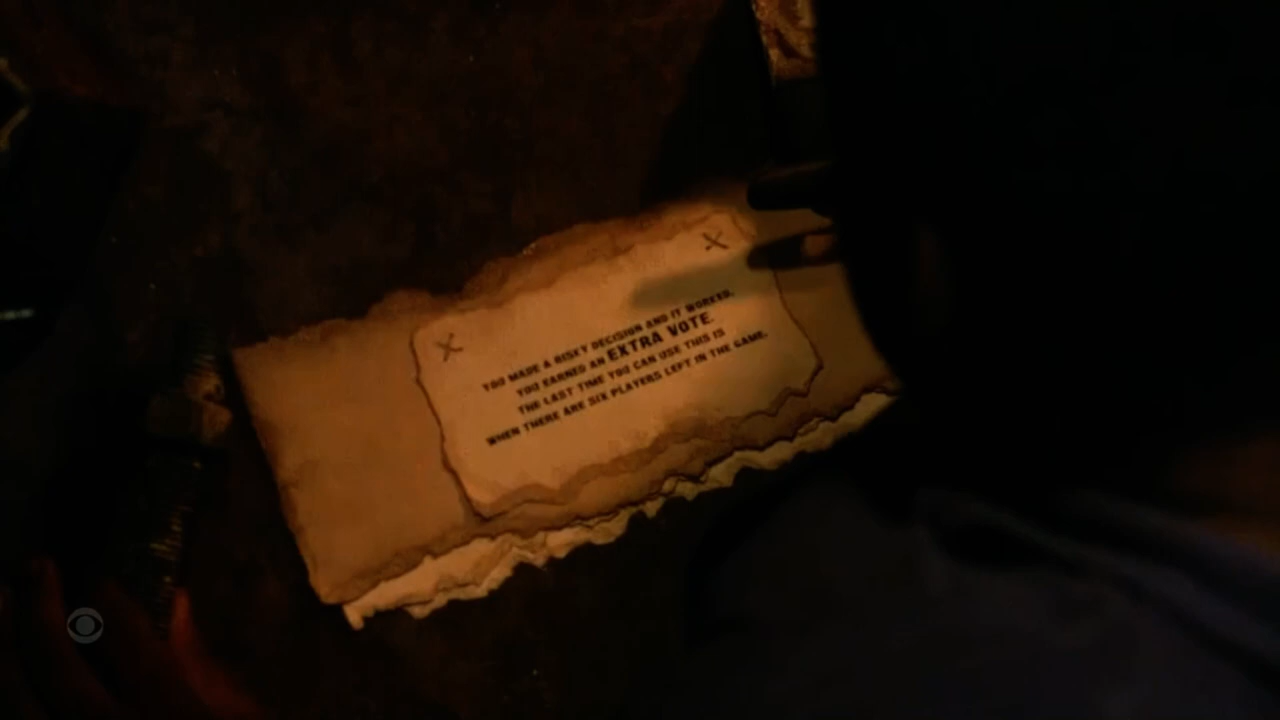 YOU MADE A RISKY DECISION AND IT WORKED.
YOU EARNED AN EXTRA VOTE.
THE LAST TIME YOU CAN USE THIS IS
WHEN THERE ARE SIX PLAYERS LEFT IN THE GAME.